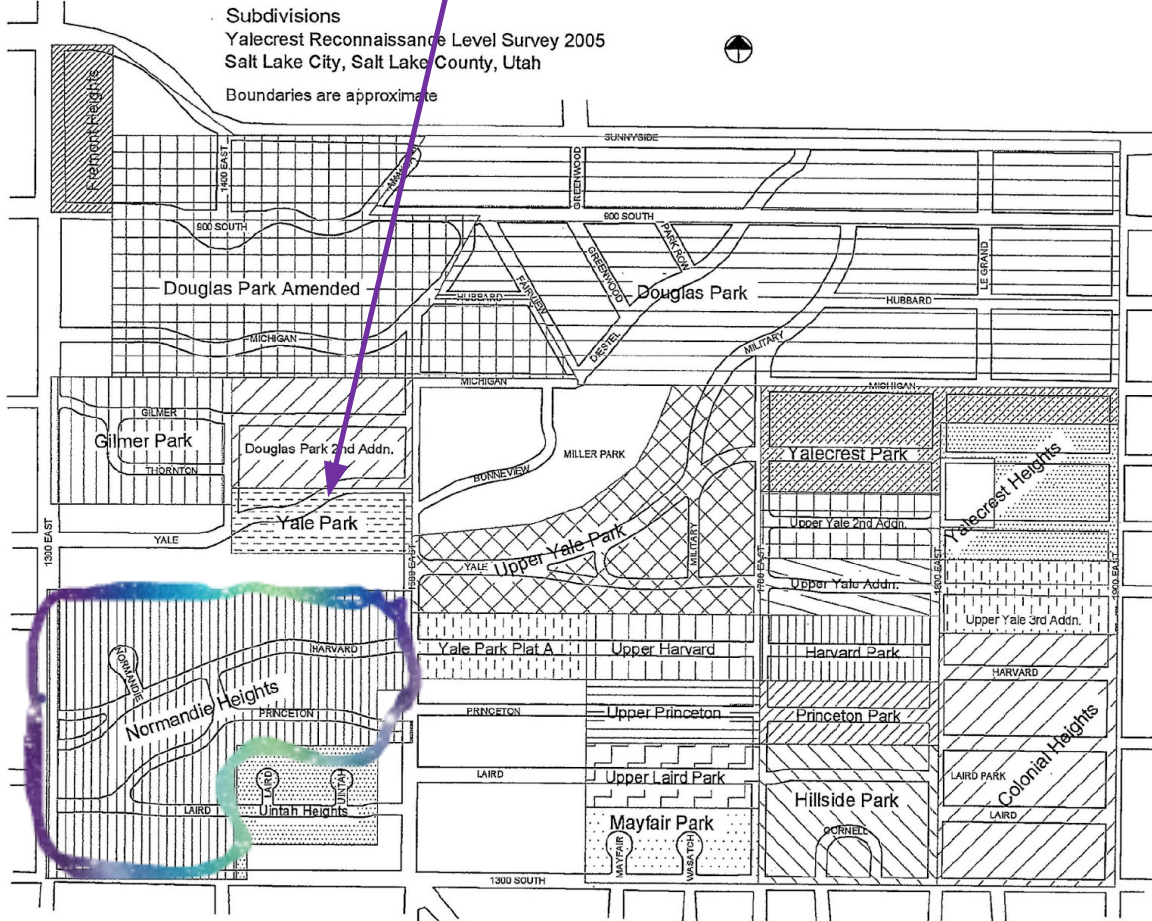 Subdivisions
Yalecrest Reconnaissance Level Survey 2005
Salt Lake City, Salt Lake County, Utah
Boundaries are approximate
Fremont Heights
SUNNYSIDE
1400 EAST
AMANDA
GREENWOOD
900 SOUTH
900 SOUTH
PARK ROW
GREENWOOD
LE GRAND
Douglas Park Amended
HUBBARD
FAIRVIEW
Douglas Park
HUBBARD
MICHIGAN
DIESTEL
MILITARY
MICHIGAN
MICHIGAN
GILMER
Gilmer Park
THORNTON
Douglas Park 2nd Addn.
BONNEVIEW
MILLER PARK
Yalecrest Park
Yalecrest Heights
Yale Park
1300 EAST
YALE
1500 EAST
YALE
Upper Yale Park
MILITARY
1700 EAST
Upper Yale 2nd Addn.
Upper Yale Addn.
1800 EAST
1900 EAST
Upper Yale 3rd Addn.
NORMANDIE
HARVARD
Yale Park Plat A
Upper Harvard
Harvard Park
HARVARD
Normandie Heights
PRINCETON
PRINCETON
Upper Princeton
Princeton Park
Colonial Heights
LAIRD
UINTAH
LAIRD
Upper Laird Park
LAIRD PARK
LAIRD
Uintah Heights
Hillside Park
LAIRD
Mayfair Park
CORNELL
MAYFAIR
WASATCH
1300 SOUTH